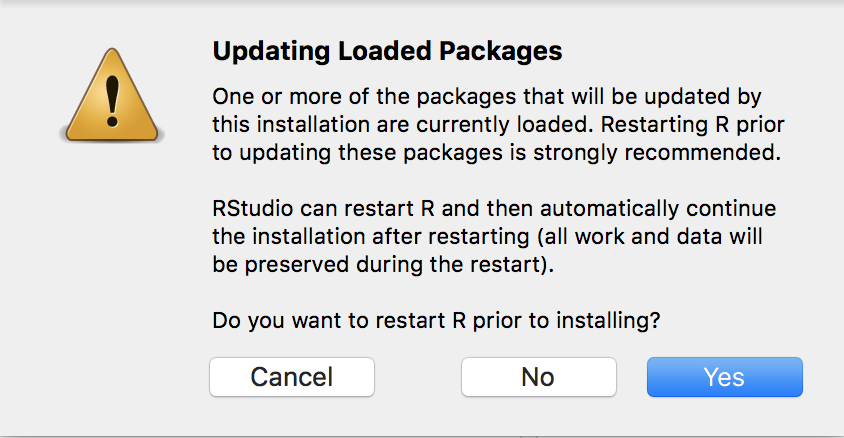 Updating Loaded Packages
One or more of the packages that will be updated by
this installation are currently loaded. Restarting R prior
to updating these packages is strongly recommended.
RStudio can restart R and then automatically continue
the installation after restarting (all work and data will
be preserved during the restart).
Do you want to restart R prior to installing?
Cancel No Yes